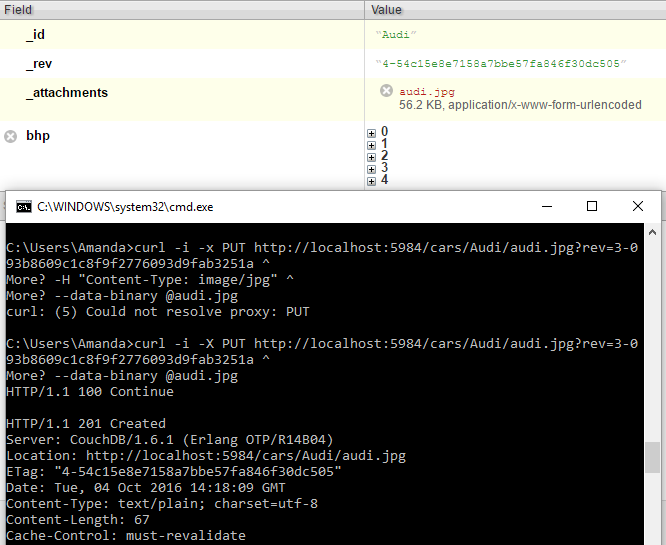 Field Value
_id "Audi"
_rev "4-54c15e8e7158a7bbe57fa846f30dc505"
_attachments audi.jpg
56.2 KB, application/x-www-form-urlencoded
bhp 0
1
2
3
4
C:\WINDOWS\system32\cmd.exe
C:\Users\Amanda>curl -i -x PUT http://localhost:5984/cars/Audi/audi.jpg?rev=3-0
93b8609c1c8f9f2776093d9fab3251a ^
More? -H "Content-Type: image/jpg" ^
More? --data-binary @audi.jpg
curl: (5) Could not resolve proxy: PUT
C:\Users\Amanda>curl -i -X PUT http://localhost:5984/cars/Audi/audi.jpg?rev=3-0
93b8609c1c8f9f2776093d9fab3251a ^
More? --data-binary @audi.jpg
HTTP/1.1 100 Continue
HTTP/1.1 201 Created
Server: CouchDB/1.6.1 (Erlang OTP/R14B04)
Location: http://localhost:5984/cars/Audi/audi.jpg
ETag: "4-54c15e8e7158a7bbe57fa846f30dc505"
Date: Tue, 04 Oct 2016 14:18:09 GMT
Content-Type: text/plain; charset=utf-8
Content-Length: 67
Cache-Control: must-revalidate